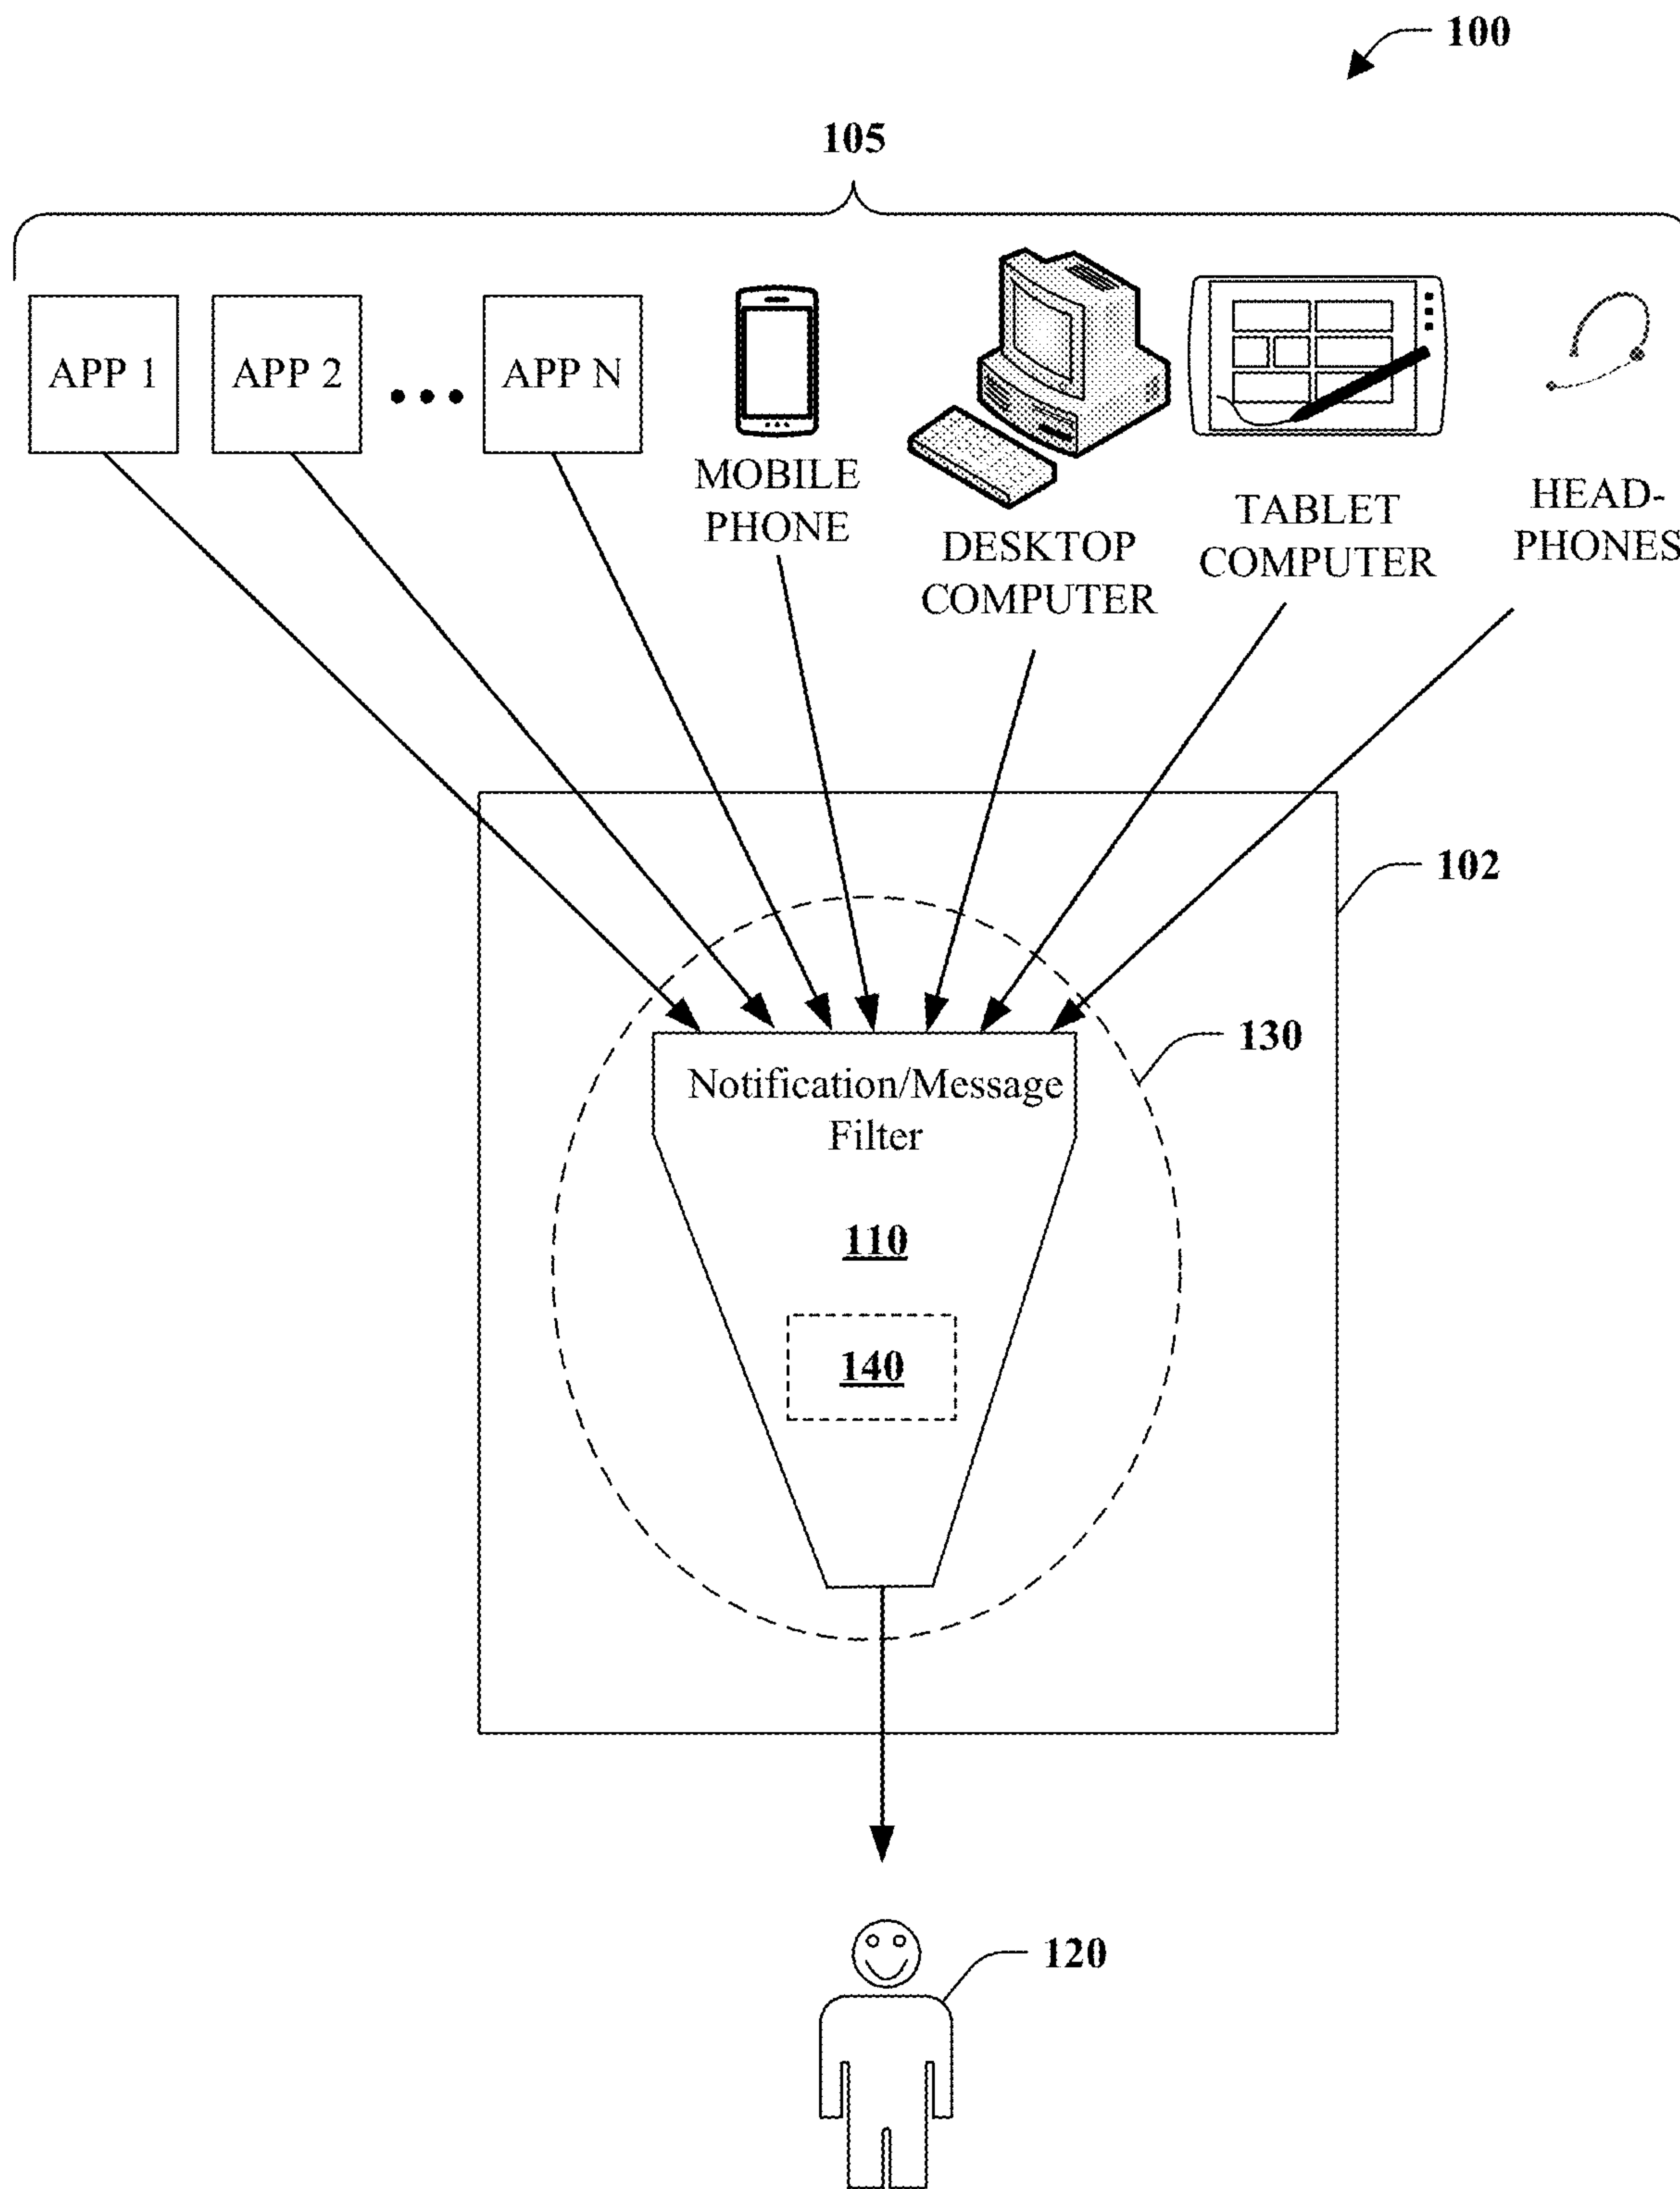 100
105
APP 1
APP 2
APP N
MOBILE
PHONE
DESKTOP
COMPUTER
TABLET
COMPUTER
HEAD-
PHONES
102
130
Notification/Message
Filter
110
140
120